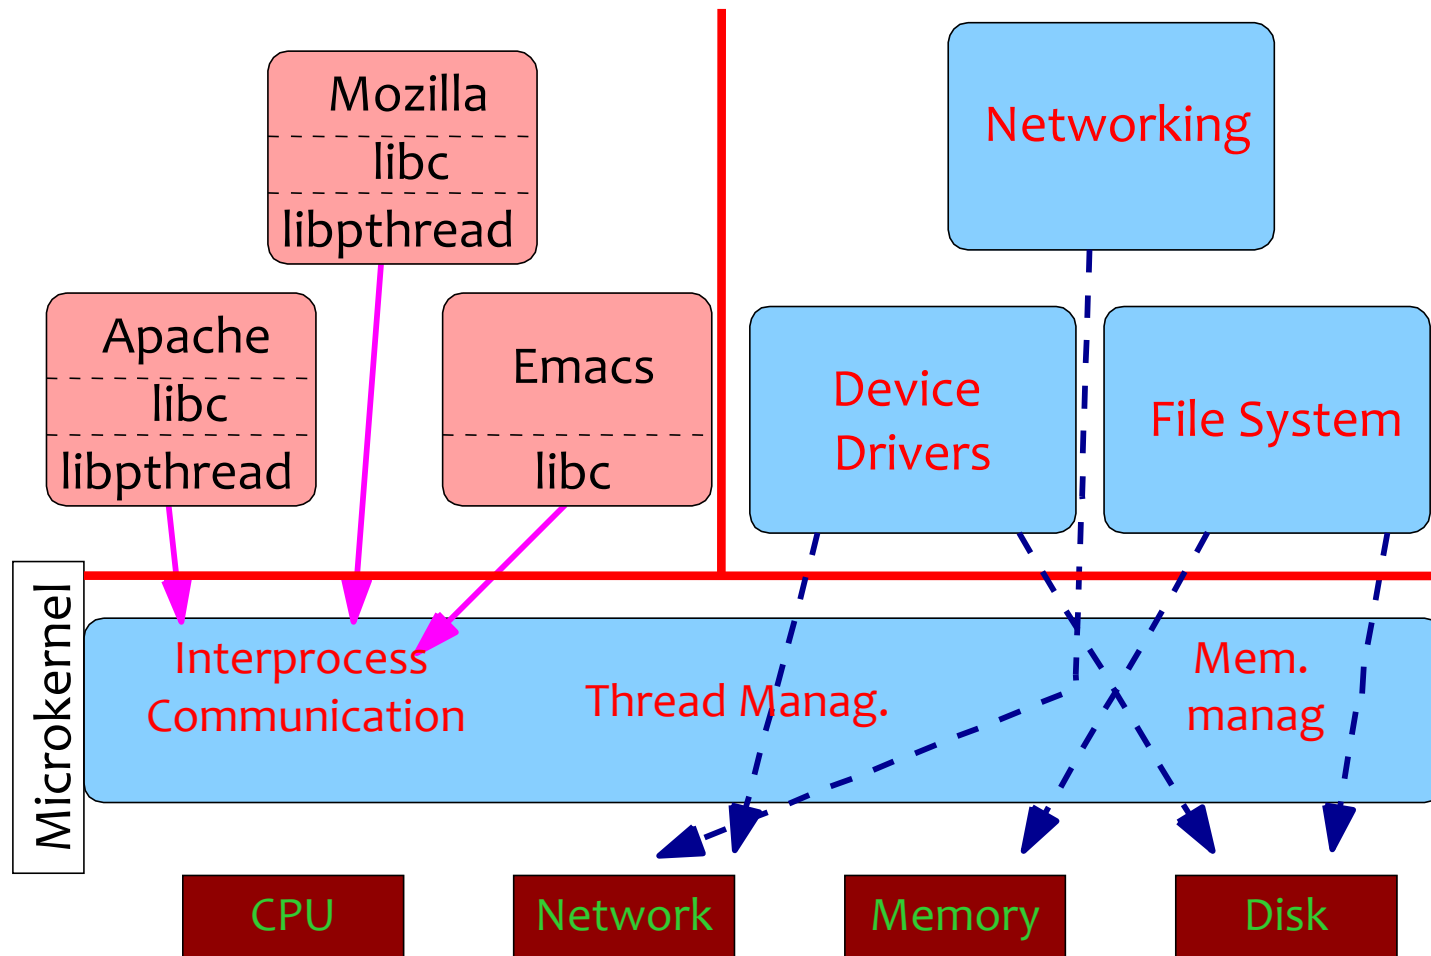 Mozilla
libc
libpthread
Networking
Apache
libc
libpthread
Emacs
libc
Device
Drivers
File System
Microkernel
Interprocess
Communication
Thread Manag.
Mem.
manag
CPU
Network
Memory
Disk